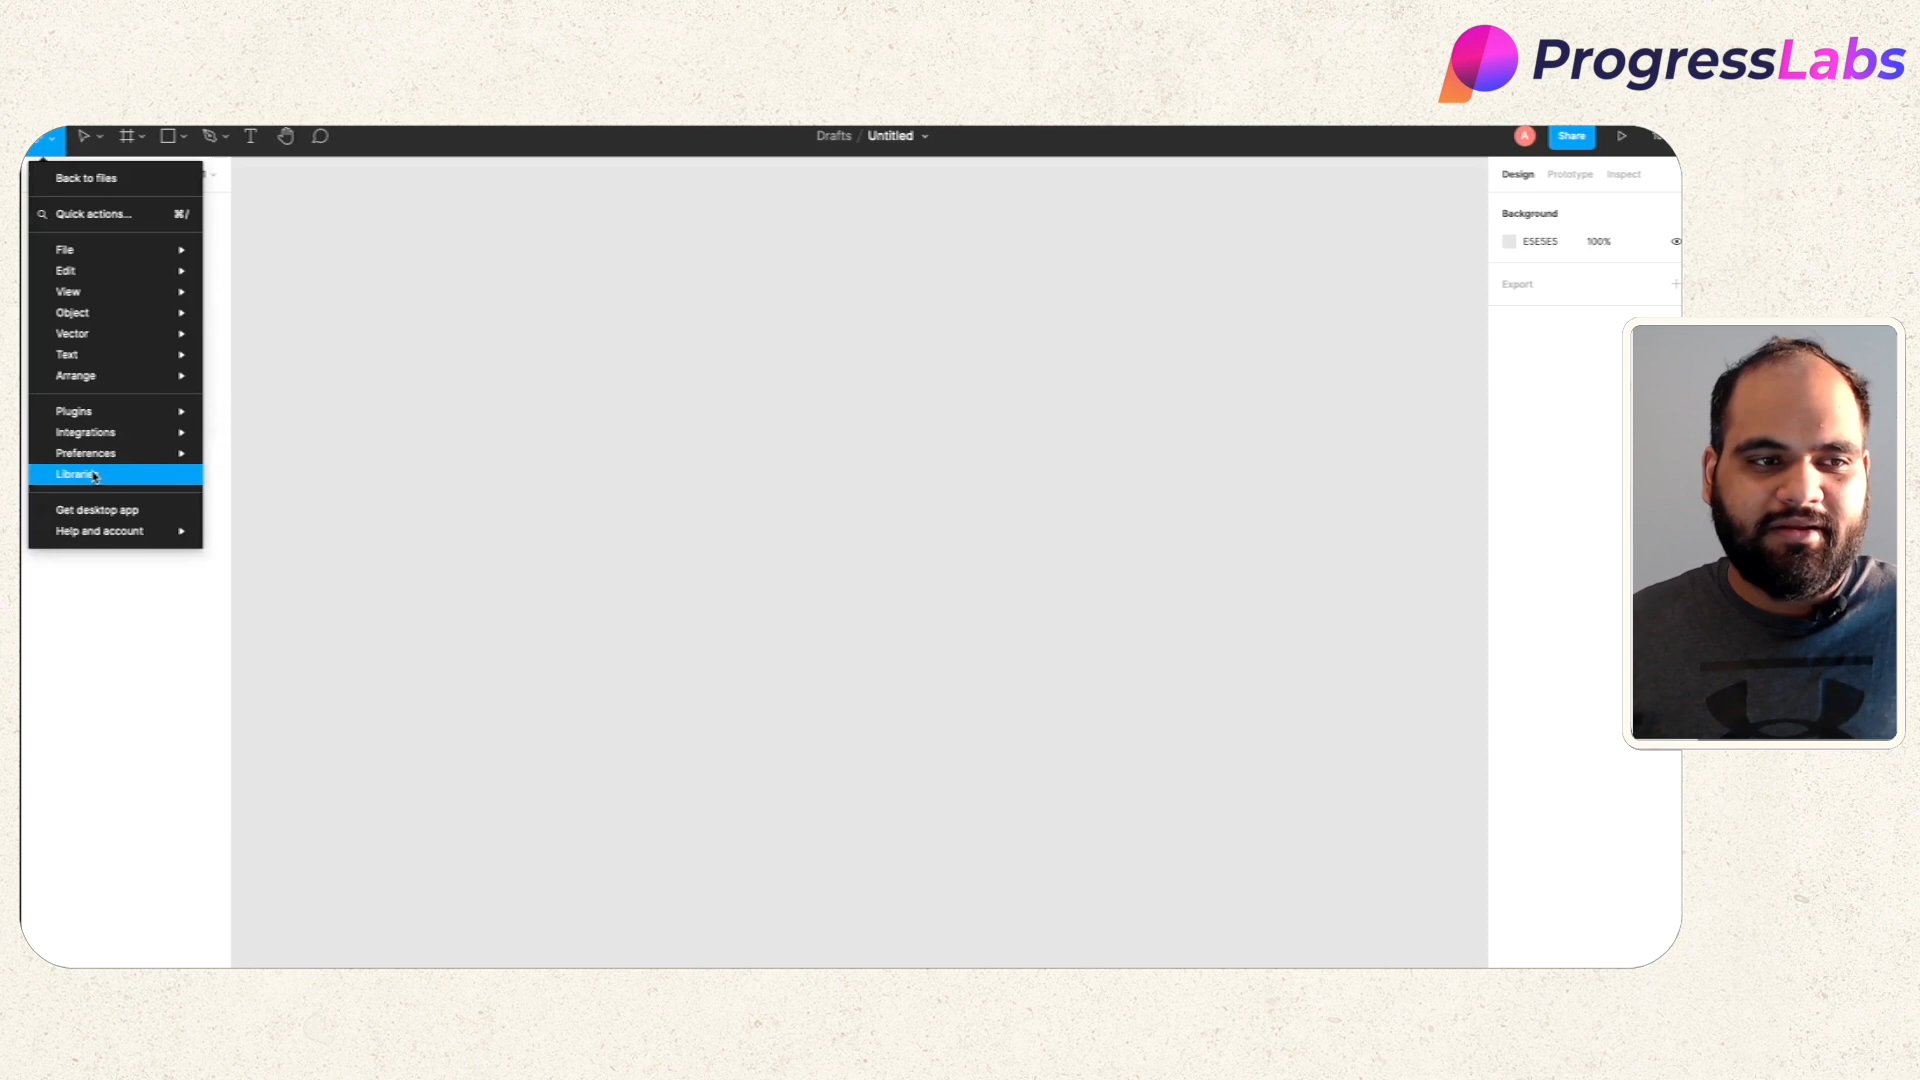 ProgressLabs
Drafts / Untitled
A
Share
Back to files
Quick actions... ⌘/
File
Edit
View
Object
Vector
Text
Arrange
Plugins
Integrations
Preferences
Get desktop app
Help and account
Design Prototype Inspect
Background
E5E5E5 100%
Export